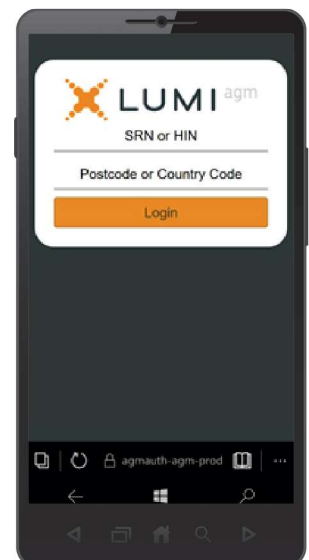 LUMI agm
SRN or HIN
Postcode or Country Code
Login
agmauth-agm-prod